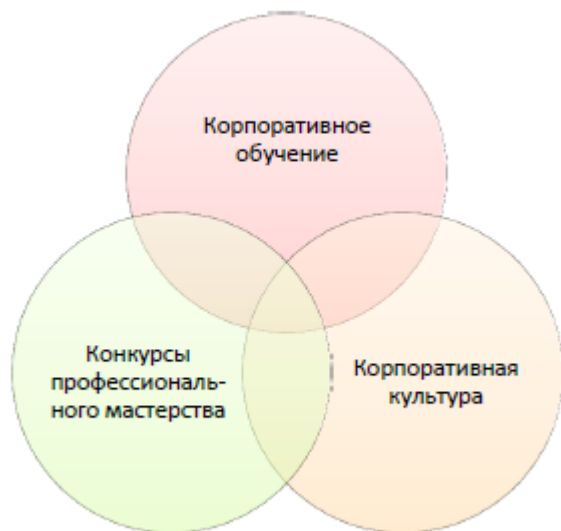 Корпоративное
обучение
Конкурсы
профессиональ-
ного мастерства
Корпоративная
культура